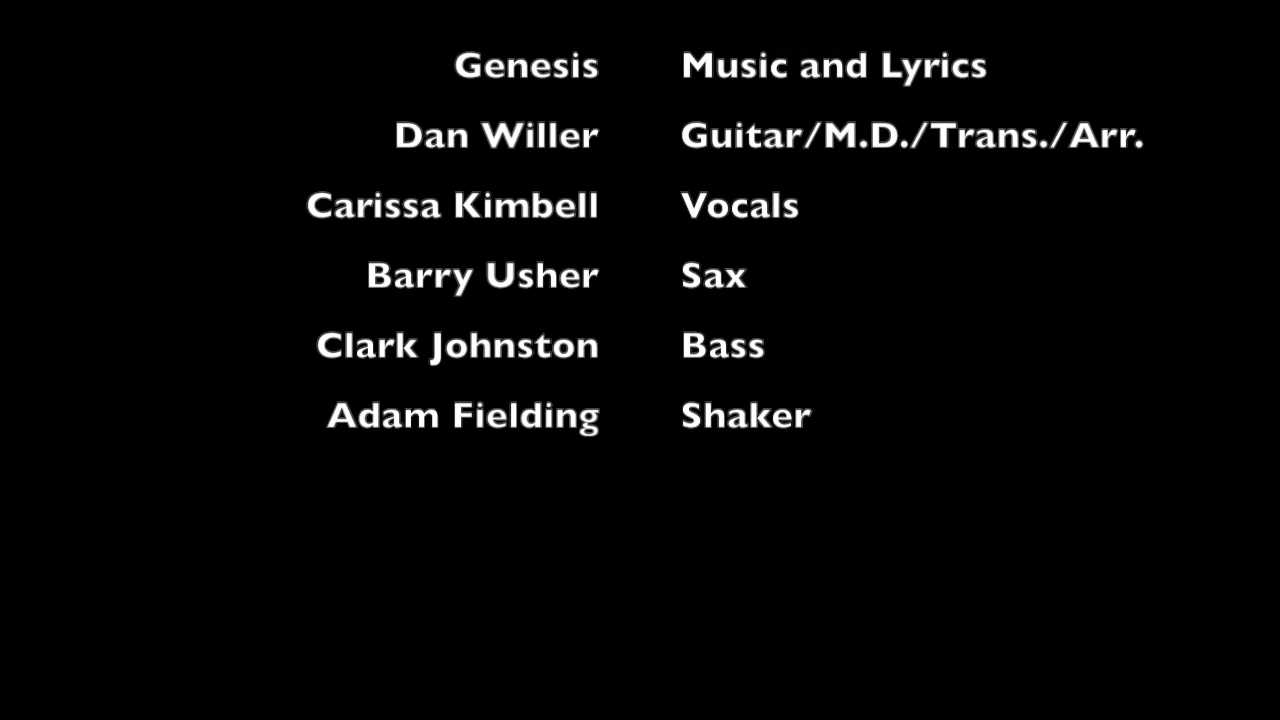 Genesis Music and Lyrics
Dan Willer Guitar/M.D./Trans./Arr.
Carissa Kimbell Vocals
Barry Usher Sax
Clark Johnston Bass
Adam Fielding Shaker